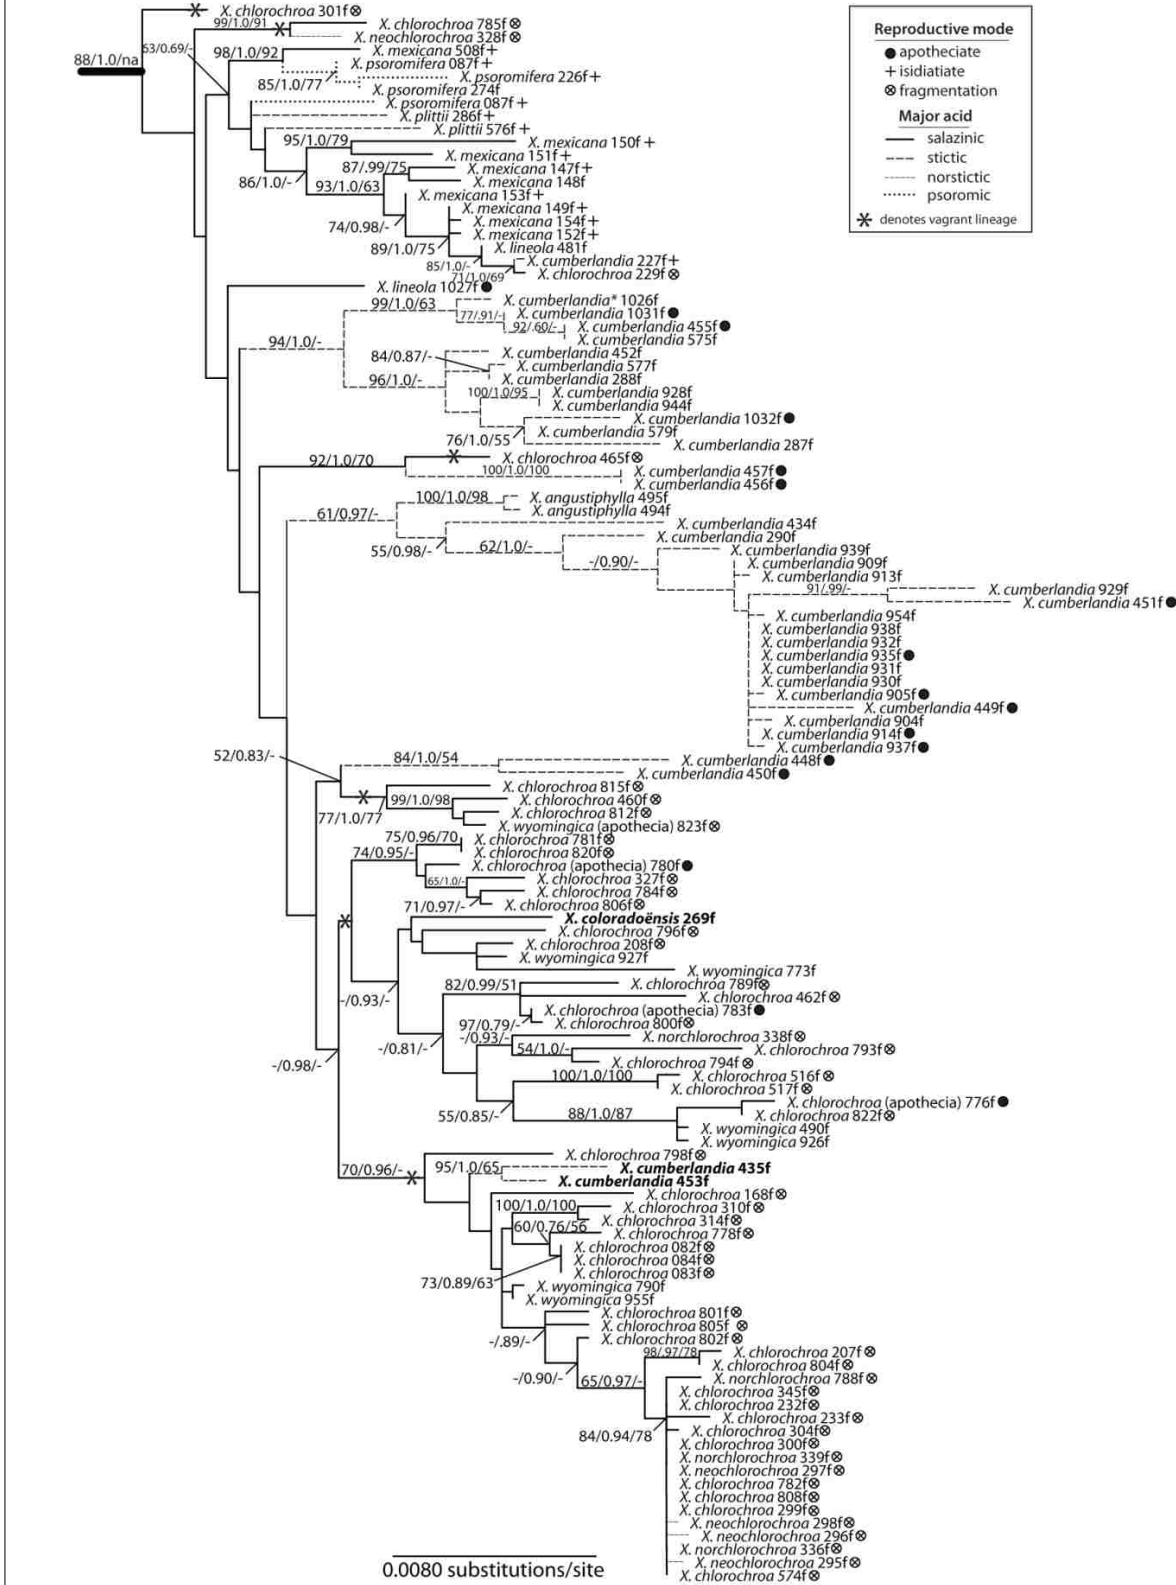 X. chlorochroa 301f⊗
99/1.0/91
X. chlorochroa 785f⊗
X. neochlorochroa 328f⊗
53/0.69/-
88/1.0/na
98/1.0/92
X. mexicana 508f+
X. psoromifera 087f+
85/1.0/77
X. psoromifera 226f+
X. psoromifera 274f
X. psoromifera 087f+
X. plittii 286f+
X. plittii 576f+
95/1.0/79
X. mexicana 150f+
X. mexicana 151f+
87/.99/75
X. mexicana 147f+
86/1.0/-
93/1.0/63
X. mexicana 148f
X. mexicana 153f+
X. mexicana 149f+
74/0.98/-
X. mexicana 154f+
X. mexicana 152f+
89/1.0/75
X. lineola 481f
85/1.0/-
X. cumberlandia 227f+
71/1.0/69
X. chlorochroa 229f⊗
X. lineola 1027f●
99/1.0/63
X. cumberlandia* 1026f
77/.91/-
X. cumberlandia 1031f●
92/.60/-
X. cumberlandia 455f●
X. cumberlandia 575f
94/1.0/-
84/0.87/-
X. cumberlandia 452f
X. cumberlandia 577f
96/1.0/-
X. cumberlandia 288f
100/1.0/95
X. cumberlandia 928f
X. cumberlandia 944f
X. cumberlandia 1032f●
76/1.0/55
X. cumberlandia 579f
X. cumberlandia 287f
92/1.0/70
X. chlorochroa 465f⊗
100/1.0/100
X. cumberlandia 457f●
X. cumberlandia 456f●
100/1.0/98
X. angustiphylla 495f
X. angustiphylla 494f
61/0.97/-
X. cumberlandia 434f
55/0.98/-
62/1.0/-
X. cumberlandia 290f
-/0.90/-
X. cumberlandia 939f
X. cumberlandia 909f
X. cumberlandia 913f
91/.99/-
X. cumberlandia 929f
X. cumberlandia 451f●
X. cumberlandia 954f
X. cumberlandia 938f
X. cumberlandia 932f
X. cumberlandia 935f●
X. cumberlandia 931f
X. cumberlandia 930f
X. cumberlandia 905f●
X. cumberlandia 449f●
X. cumberlandia 904f
X. cumberlandia 914f●
X. cumberlandia 937f●
52/0.83/-
84/1.0/54
X. cumberlandia 448f●
X. cumberlandia 450f●
X. chlorochroa 815f⊗
77/1.0/77
99/1.0/98
X. chlorochroa 460f⊗
X. chlorochroa 812f⊗
X. wyomingica (apothecia) 823f⊗
75/0.96/70
X. chlorochroa 781f⊗
74/0.95/-
X. chlorochroa 820f⊗
X. chlorochroa (apothecia) 780f●
65/1.0/-
X. chlorochroa 327f⊗
X. chlorochroa 784f⊗
71/0.97/-
X. chlorochroa 806f⊗
X. coloradoënsis 269f
X. chlorochroa 796f⊗
X. chlorochroa 208f⊗
X. wyomingica 927f
X. wyomingica 773f
-/0.93/-
82/0.99/51
X. chlorochroa 789f⊗
X. chlorochroa 462f⊗
X. chlorochroa (apothecia) 783f●
97/0.79/-
X. chlorochroa 800f⊗
-/0.81/-
-/0.93/-
X. norchlorochroa 338f⊗
54/1.0/-
X. chlorochroa 793f⊗
X. chlorochroa 794f⊗
-/0.98/-
100/1.0/100
X. chlorochroa 516f⊗
X. chlorochroa 517f⊗
55/0.85/-
88/1.0/87
X. chlorochroa (apothecia) 776f●
X. chlorochroa 822f⊗
X. wyomingica 490f
X. wyomingica 926f
X. chlorochroa 798f⊗
70/0.96/-
95/1.0/65
X. cumberlandia 435f
X. cumberlandia 453f
X. chlorochroa 168f⊗
100/1.0/100
X. chlorochroa 310f⊗
X. chlorochroa 314f⊗
60/0.76/56
X. chlorochroa 778f⊗
X. chlorochroa 082f⊗
X. chlorochroa 084f⊗
X. chlorochroa 083f⊗
73/0.89/63
X. wyomingica 790f
X. wyomingica 955f
X. chlorochroa 801f⊗
X. chlorochroa 805f ⊗
-/.89/-
X. chlorochroa 802f⊗
-/0.90/-
65/0.97/-
98/.97/78
X. chlorochroa 207f⊗
X. chlorochroa 804f⊗
X. norchlorochroa 788f⊗
X. chlorochroa 345f⊗
X. chlorochroa 232f⊗
X. chlorochroa 233f⊗
84/0.94/78
X. chlorochroa 304f⊗
X. chlorochroa 300f⊗
X. norchlorochroa 339f⊗
X. neochlorochroa 297f⊗
X. chlorochroa 782f⊗
X. chlorochroa 808f⊗
X. chlorochroa 299f⊗
X. neochlorochroa 298f⊗
X. neochlorochroa 296f⊗
X. norchlorochroa 336f⊗
X. neochlorochroa 295f⊗
X. chlorochroa 574f⊗
0.0080 substitutions/site
Reproductive mode
● apotheciate
+ isidiatiate
⊗ fragmentation
Major acid
salazinic
stictic
norstictic
psoromic
* denotes vagrant lineage